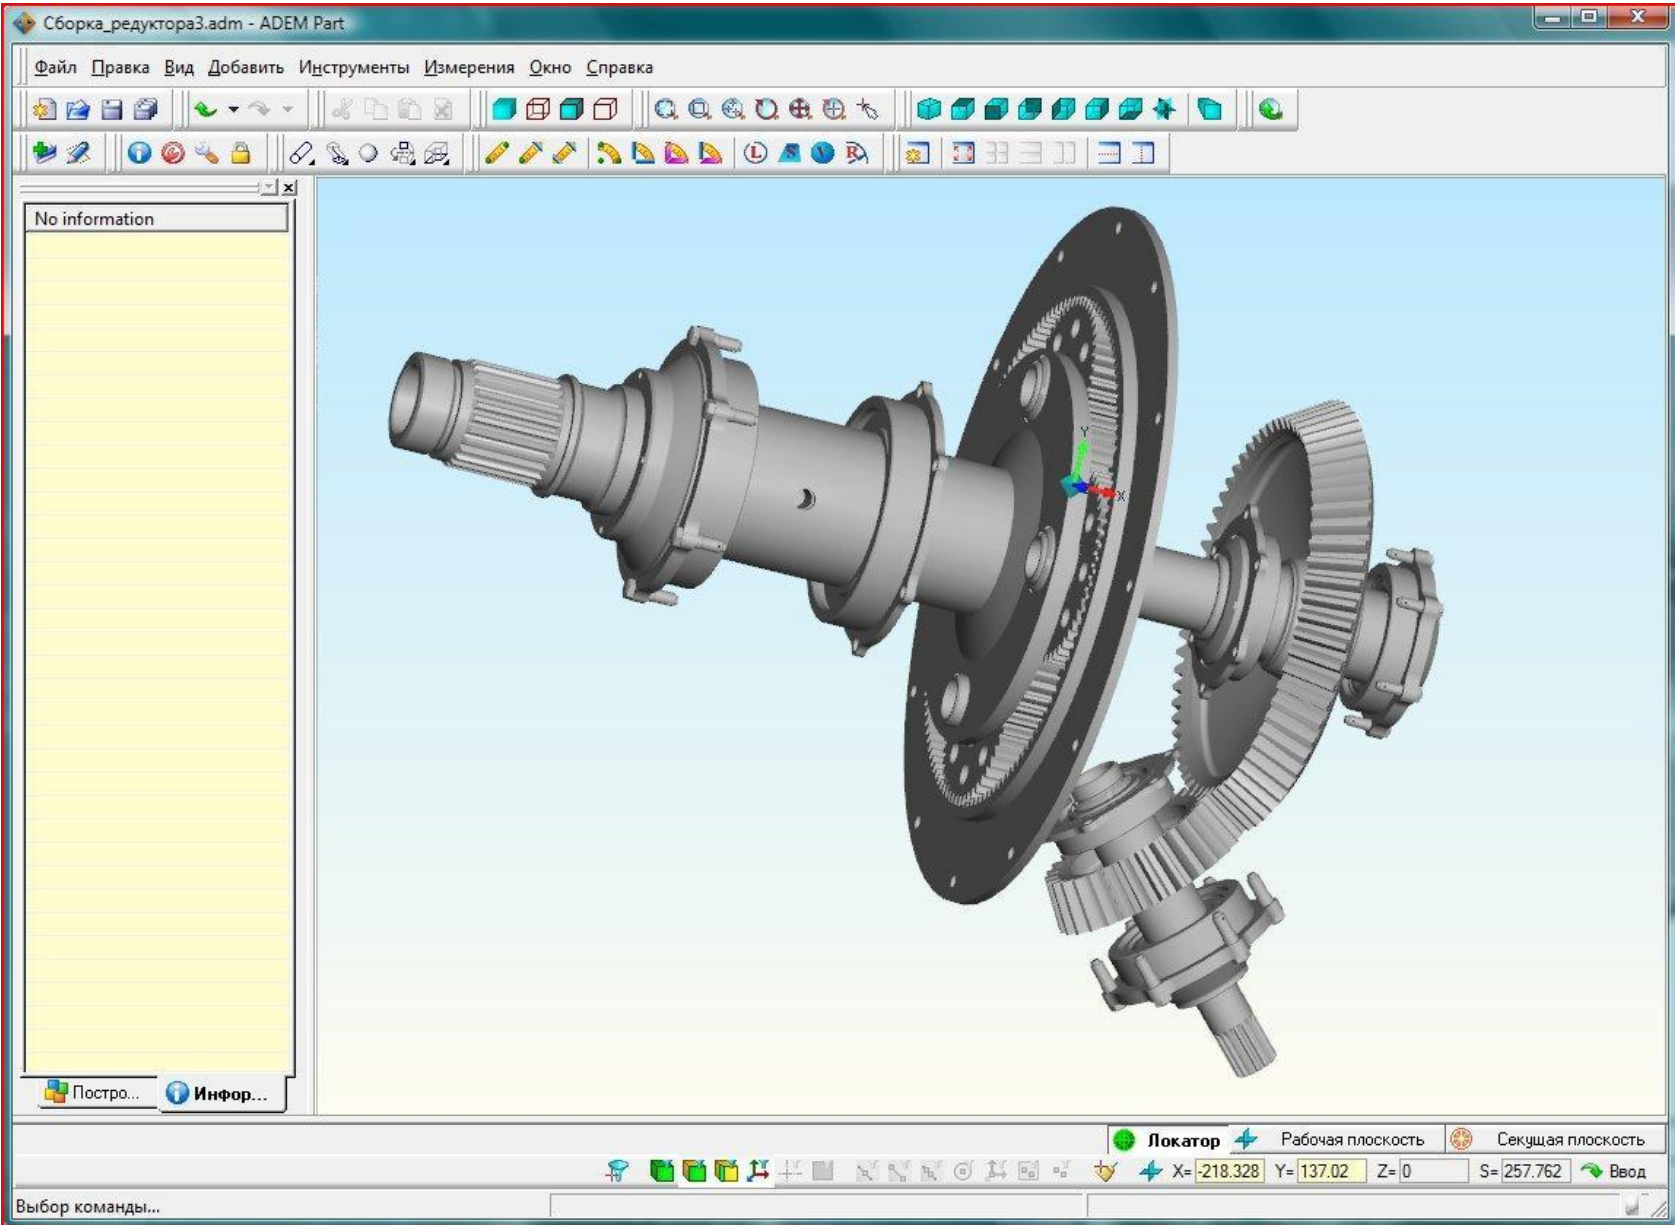 Сборка_редуктора3.adm - ADEM Part
Файл Правка Вид Добавить Инструменты Измерения Окно Справка
L S V R
No information
Y
X
Постро... Инфор...
Локатор Рабочая плоскость Секущая плоскость
X= -218.328 Y= 137.02 Z= 0 S= 257.762 Ввод
Выбор команды...